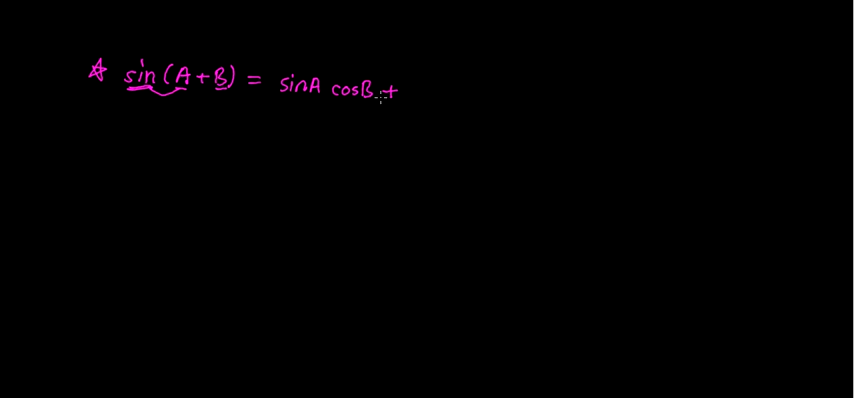 ☆ sin(A+B) = sinA cosB +